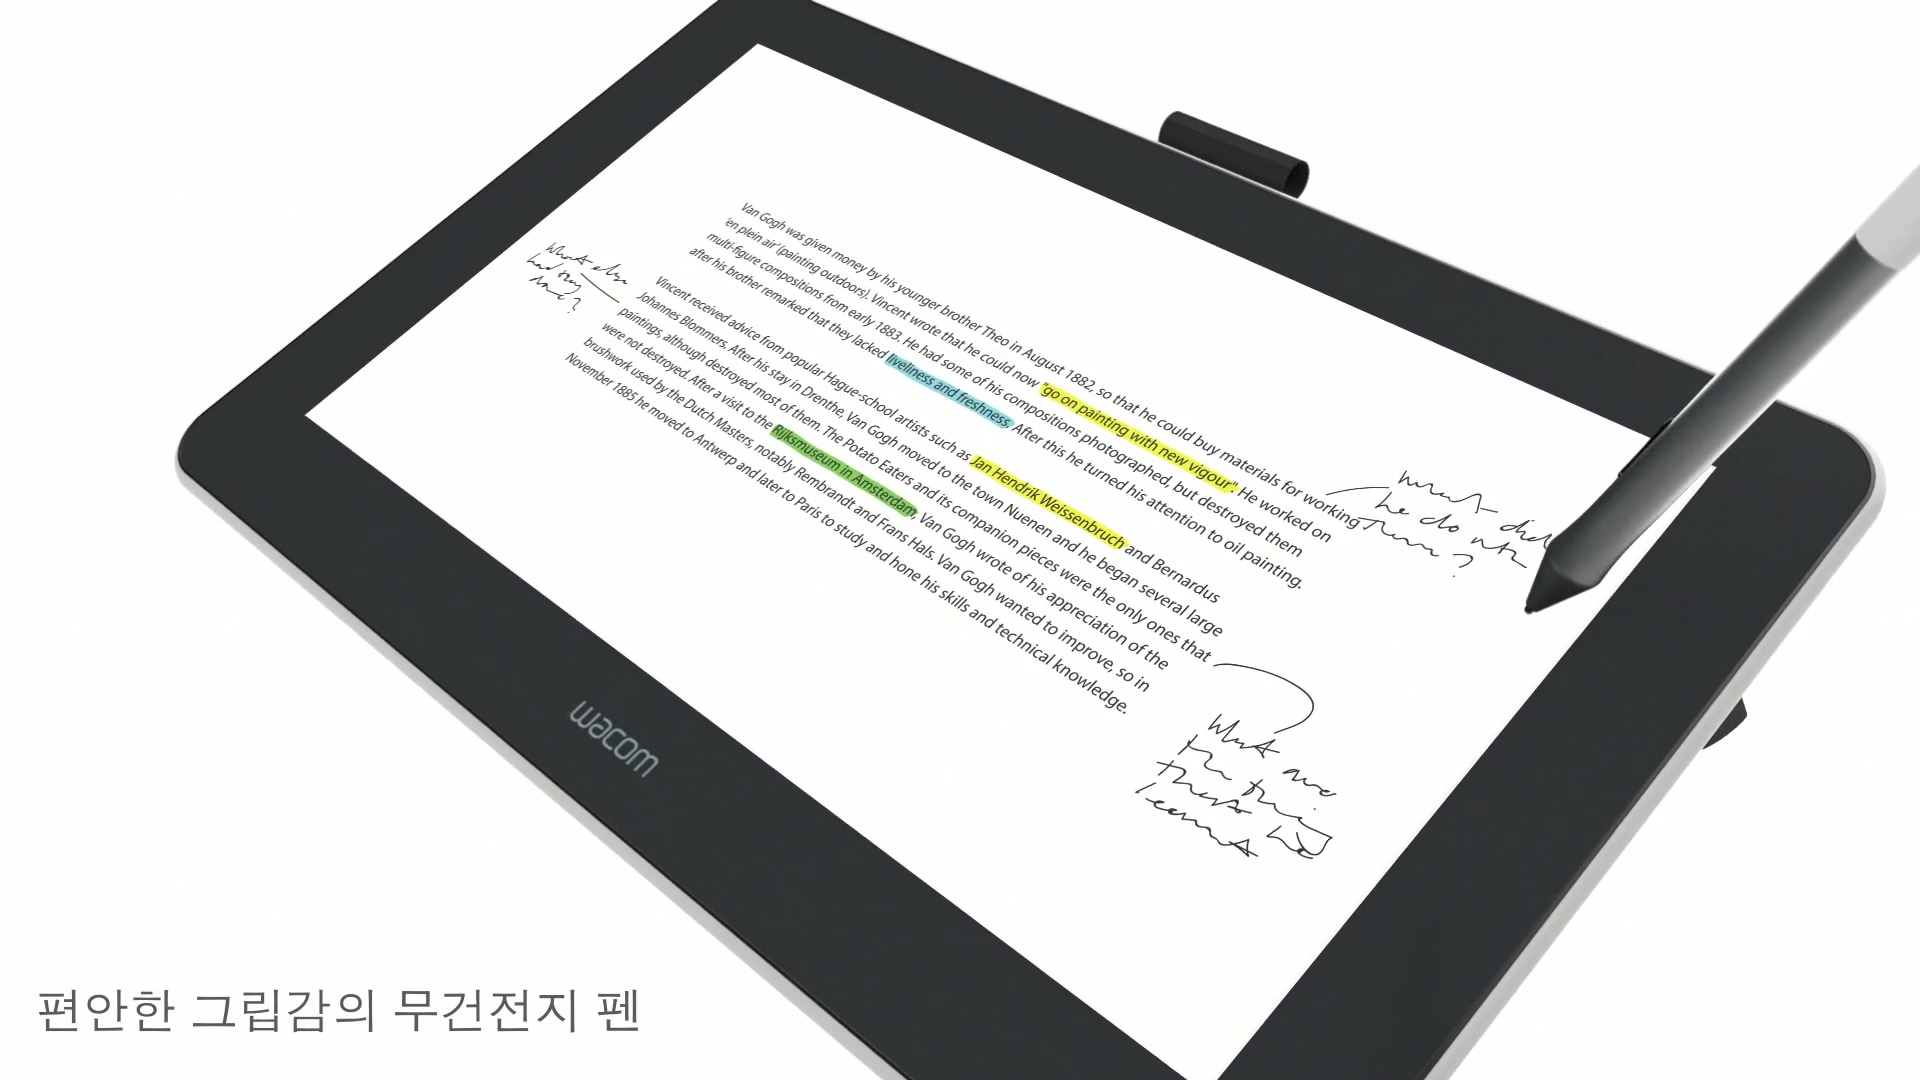 Van Gogh was given money by his younger brother Theo in August 1882, so that he could buy materials for working
'en plein air' (painting outdoors). Vincent wrote that he could now "go on painting with new vigour". He worked on
multi-figure compositions from early 1883. He had some of his compositions photographed, but destroyed them
after his brother remarked that they lacked liveliness and freshness. After this he turned his attention to oil painting.
Vincent received advice from popular Hague-school artists such as Jan Hendrik Weissenbruch and Bernardus
Johannes Blommers. After his stay in Drenthe, Van Gogh moved to the town Nuenen and he began several large
paintings, although destroyed most of them. The Potato Eaters and its companion pieces were the only ones that
were not destroyed. After a visit to the Rijksmuseum in Amsterdam, Van Gogh wrote of his appreciation of the
brushwork used by the Dutch Masters, notably Rembrandt and Frans Hals. Van Gogh wanted to improve, so in
November 1885 he moved to Antwerp and later to Paris to study and hone his skills and technical knowledge.
What else
had they
done?
what did
he do with
them?
What are
the
he
learnt
wacom
편안한 그립감의 무건전지 펜